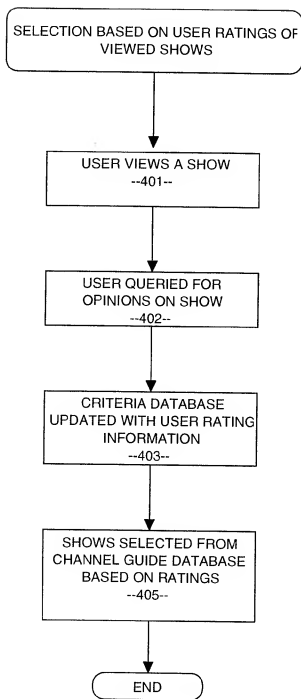 SELECTION BASED ON USER RATINGS OF
VIEWED SHOWS
USER VIEWS A SHOW
--401--
USER QUERIED FOR
OPINIONS ON SHOW
--402--
CRITERIA DATABASE
UPDATED WITH USER RATING
INFORMATION
--403--
SHOWS SELECTED FROM
CHANNEL GUIDE DATABASE
BASED ON RATINGS
--405--
END